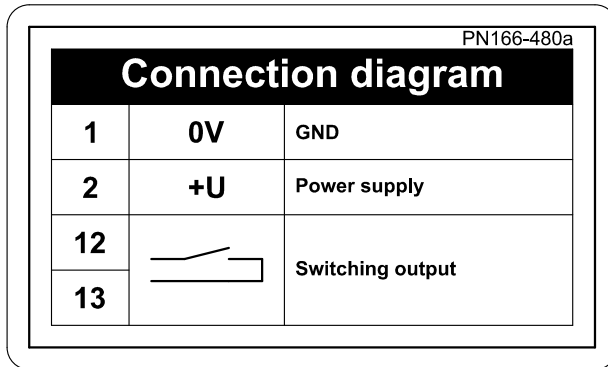 PN166-480a
Connection diagram
1 0V GND
2 +U Power supply
12
Switching output
13